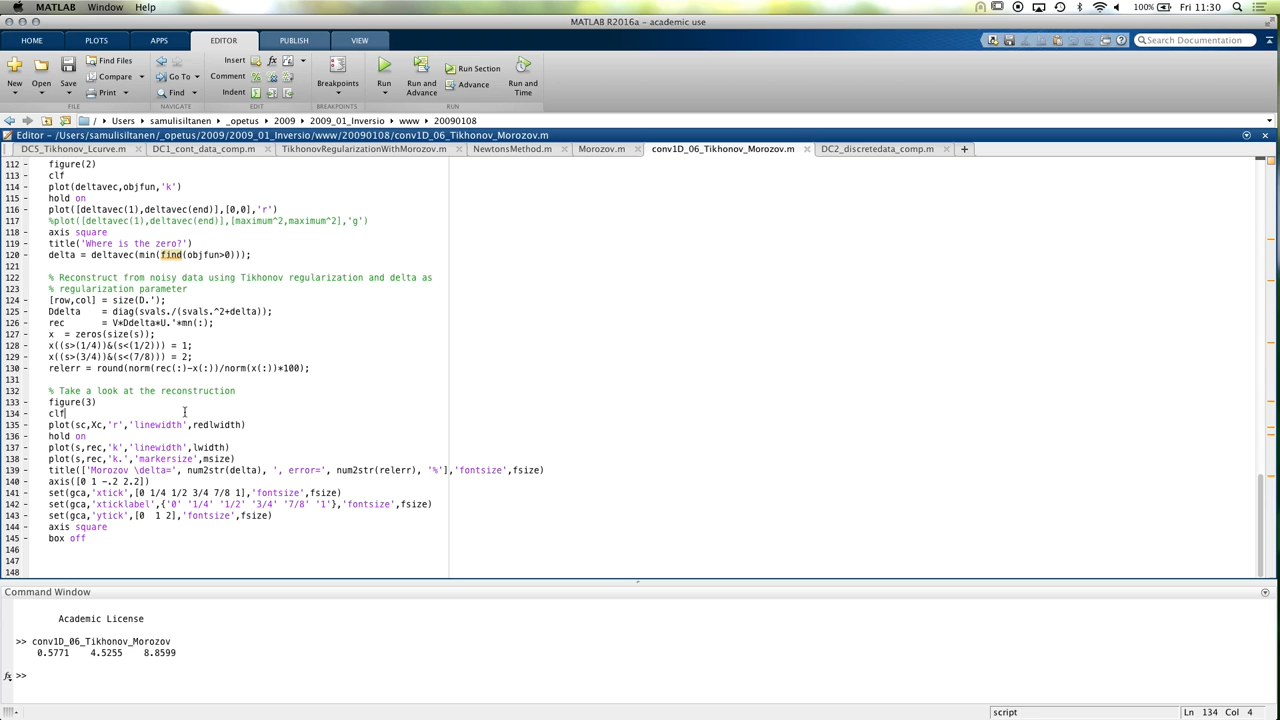 MATLAB Window Help 100% Fri 11:30
MATLAB R2016a - academic use
HOME PLOTS APPS EDITOR PUBLISH VIEW Search Documentation
New Open Save Find Files Compare Print Go To Find Insert Comment Indent fx Breakpoints Run Run and Advance Run Section Advance Run and Time
FILE NAVIGATE EDIT BREAKPOINTS RUN
/ Users samulisiltanen _opetus 2009 2009_01_Inversio www 20090108
Editor - /Users/samulisiltanen/_opetus/2009/2009_01_Inversio/www/20090108/conv1D_06_Tikhonov_Morozov.m
DC5_Tikhonov_Lcurve.m DC1_cont_data_comp.m TikhonovRegularizationWithMorozov.m NewtonsMethod.m Morozov.m conv1D_06_Tikhonov_Morozov.m DC2_discretedata_comp.m +
112 - figure(2)
113 - clf
114 - plot(deltavec,objfun,'k')
115 - hold on
116 - plot([deltavec(1),deltavec(end)],[0,0],'r')
117 %plot([deltavec(1),deltavec(end)],[maximum^2,maximum^2],'g')
118 - axis square
119 - title('Where is the zero?')
120 - delta = deltavec(min(find(objfun>0)));
121
122 % Reconstruct from noisy data using Tikhonov regularization and delta as
123 % regularization parameter
124 - [row,col] = size(D.');
125 - Ddelta = diag(svals./(svals.^2+delta));
126 - rec = V*Ddelta*U.'*mn(:);
127 - x = zeros(size(s));
128 - x((s>(1/4))&(s<(1/2))) = 1;
129 - x((s>(3/4))&(s<(7/8))) = 2;
130 - relerr = round(norm(rec(:)-x(:))/norm(x(:))*100);
131
132 % Take a look at the reconstruction
133 - figure(3)
134 - clf
135 - plot(sc,Xc,'r','linewidth',redlwidth)
136 - hold on
137 - plot(s,rec,'k','linewidth',lwidth)
138 - plot(s,rec,'k.','markersize',msize)
139 - title(['Morozov \delta=', num2str(delta), ', error=', num2str(relerr), '%'],'fontsize',fsize)
140 - axis([0 1 -.2 2.2])
141 - set(gca,'xtick',[0 1/4 1/2 3/4 7/8 1],'fontsize',fsize)
142 - set(gca,'xticklabel',{'0' '1/4' '1/2' '3/4' '7/8' '1'},'fontsize',fsize)
143 - set(gca,'ytick',[0 1 2],'fontsize',fsize)
144 - axis square
145 - box off
146
147
148
Command Window
Academic License
>> conv1D_06_Tikhonov_Morozov
0.5771 4.5255 8.8599
fx >>
script Ln 134 Col 4